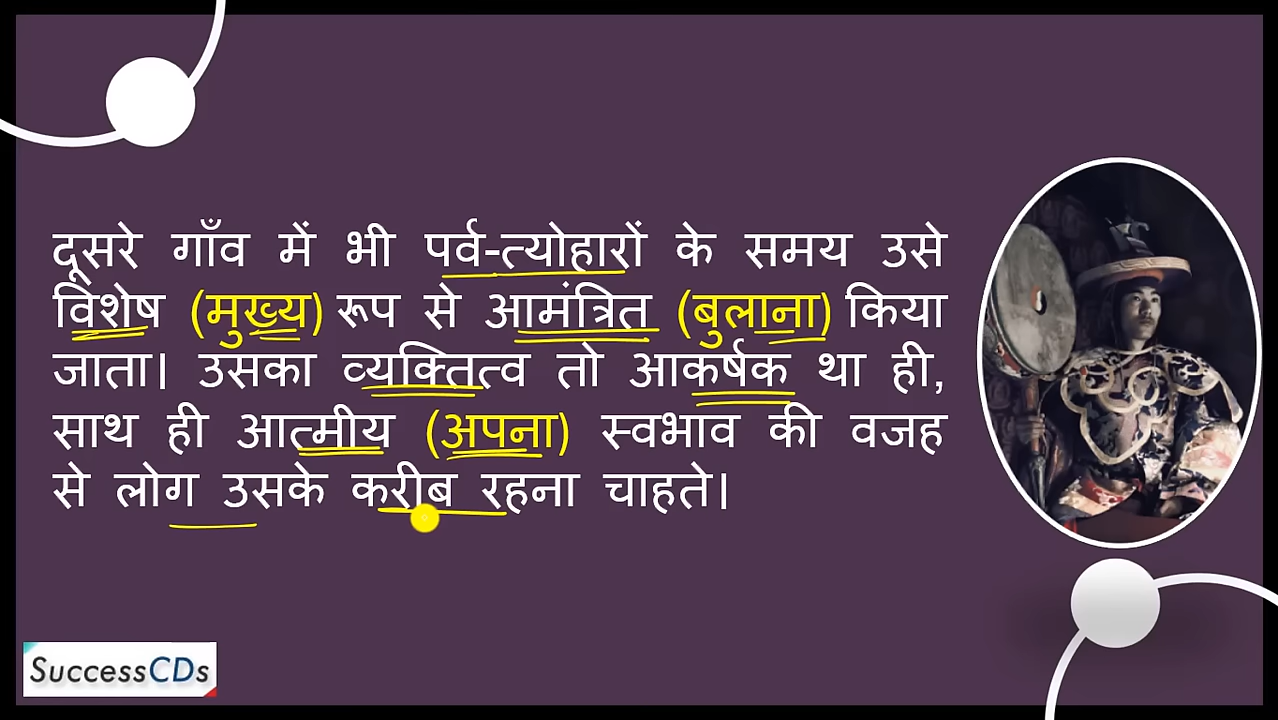 दूसरे गाँव में भी पर्व-त्योहारों के समय उसे
विशेष (मुख्य) रूप से आमंत्रित (बुलाना) किया
जाता। उसका व्यक्तित्व तो आकर्षक था ही,
साथ ही आत्मीय (अपना) स्वभाव की वजह
से लोग उसके करीब रहना चाहते।
SuccessCDs